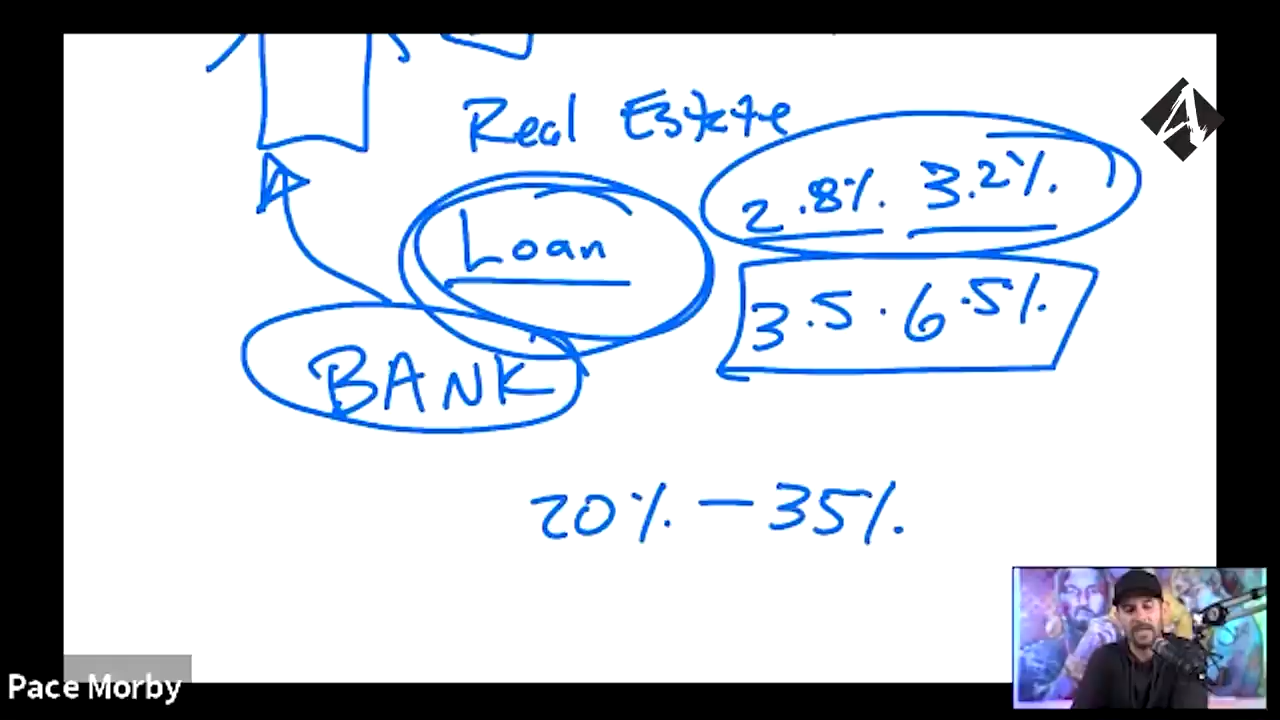 Real Estate
2.8% 3.2%
Loan
3.5 . 6.5%
BANK
20% - 35%
Pace Morby